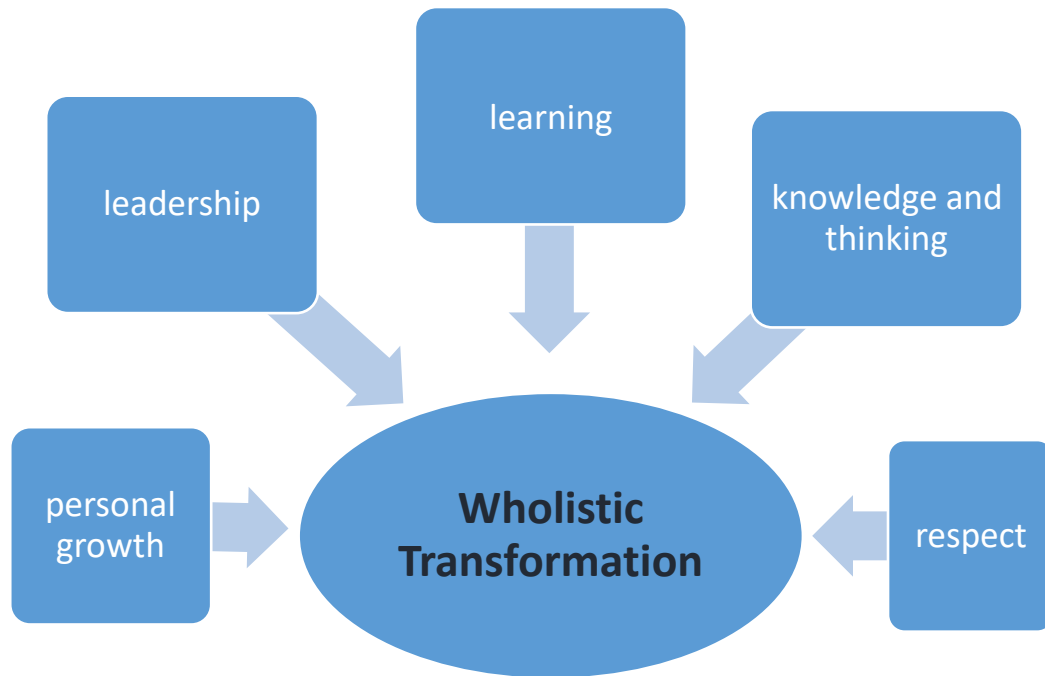 learning
leadership
knowledge and
thinking
personal
growth
Wholistic
Transformation
respect